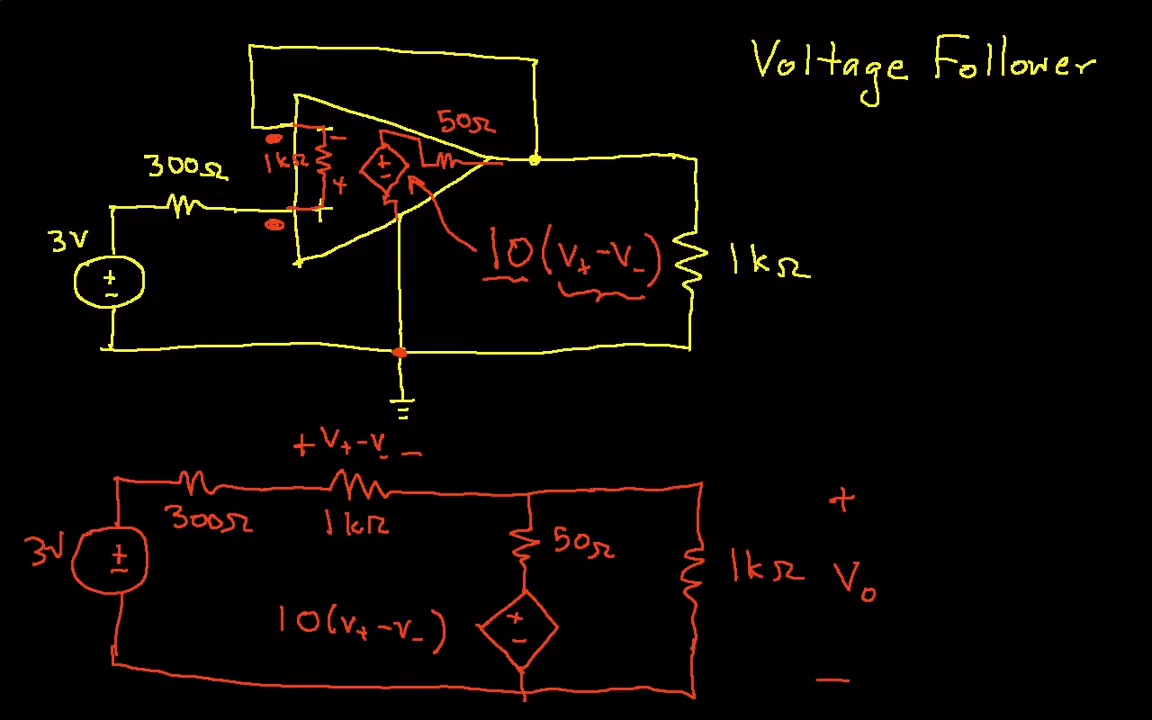 Voltage Follower
50Ω
−
1kΩ
+
300Ω
+
−
3V
+
−
10(V₊−V₋)
1kΩ
+ V₊−V₋ −
300Ω
1kΩ
+
3V
+
−
50Ω
1kΩ
V₀
10(V₊−V₋)
+
−
−